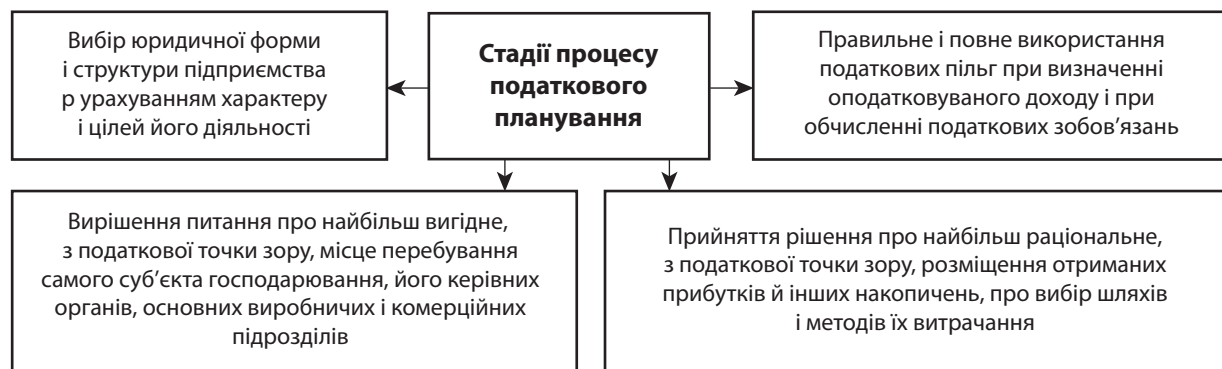 Вибір юридичної форми
і структури підприємства
р урахуванням характеру
і цілей його діяльності
Стадії процесу
податкового
планування
Правильне і повне використання
податкових пільг при визначенні
оподатковуваного доходу і при
обчисленні податкових зобов’язань
Вирішення питання про найбільш вигідне,
з податкової точки зору, місце перебування
самого суб’єкта господарювання, його керівних
органів, основних виробничих і комерційних
підрозділів
Прийняття рішення про найбільш раціональне,
з податкової точки зору, розміщення отриманих
прибутків й інших накопичень, про вибір шляхів
і методів їх витрачання